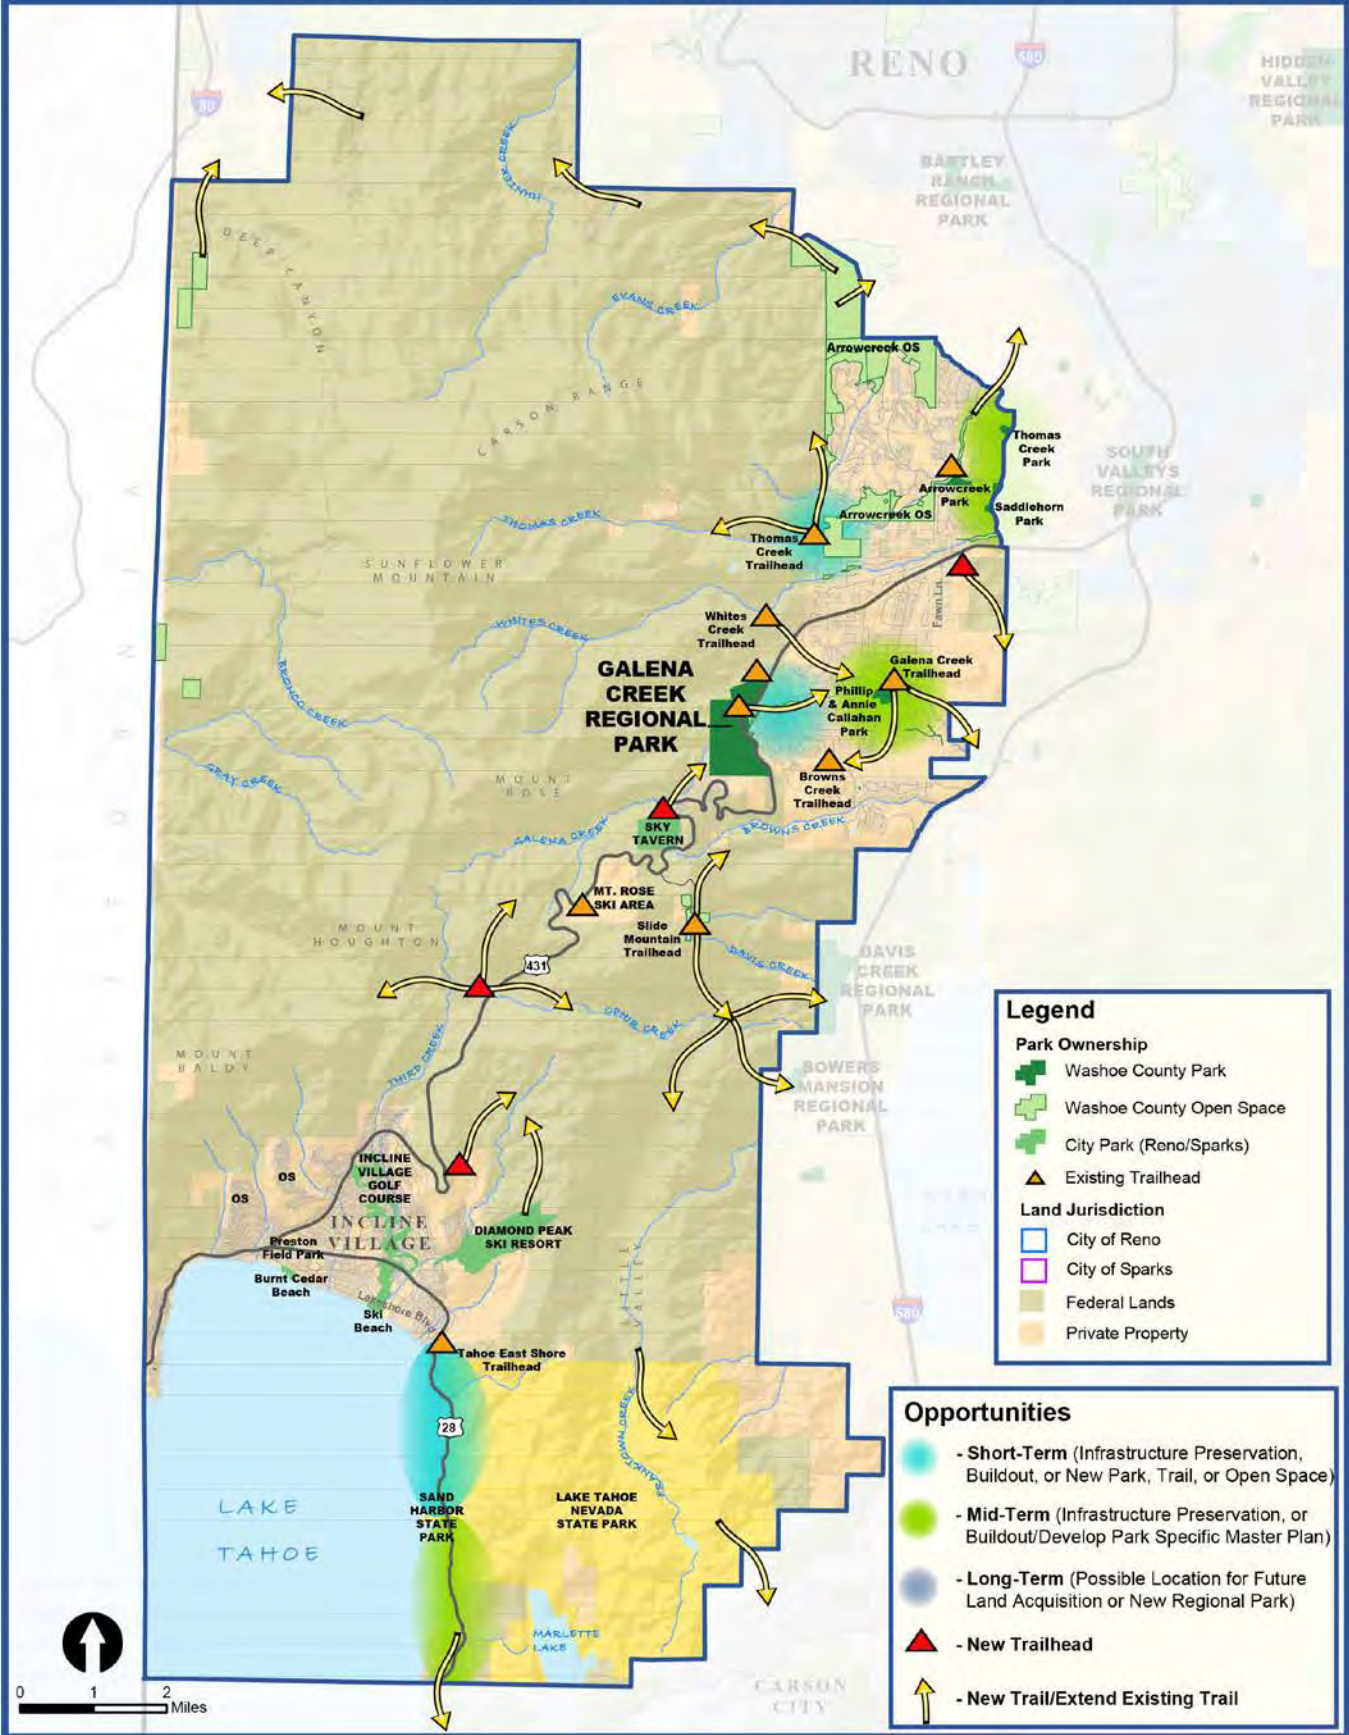 RENO
580
80
HIDDEN
VALLEY
REGIONAL
PARK
BARTLEY
RANCH
REGIONAL
PARK
HUNTER CREEK
DEEP CANYON
EVANS CREEK
CARSON RANGE
Arrowcreek OS
Thomas
Creek
Park
SOUTH
VALLEYS
REGIONAL
PARK
Arrowcreek
Park
Saddlehorn
Park
Arrowcreek OS
THOMAS CREEK
Thomas
Creek
Trailhead
SUNFLOWER
MOUNTAIN
Fawn Ln
Whites
Creek
Trailhead
WHITES CREEK
Galena Creek
Trailhead
GALENA
CREEK
REGIONAL
PARK
Phillip
& Annie
Callahan
Park
BRONCO CREEK
GRAY CREEK
MOUNT
ROSE
Browns
Creek
Trailhead
SKY
TAVERN
GALENA CREEK
BROWNS CREEK
MT. ROSE
SKI AREA
Slide
Mountain
Trailhead
MOUNT
HOUGHTON
431
DAVIS CREEK
DAVIS
CREEK
REGIONAL
PARK
OPHIR CREEK
THIRD CREEK
MOUNT
BALDY
BOWERS
MANSION
REGIONAL
PARK
INCLINE
VILLAGE
GOLF
COURSE
OS
OS
INCLINE
VILLAGE
DIAMOND PEAK
SKI RESORT
Preston
Field Park
Burnt Cedar
Beach
Lakeshore Blvd
Ski
Beach
LITTLE
VALLEY
580
Tahoe East Shore
Trailhead
28
FRANKTOWN CREEK
SAND
HARBOR
STATE
PARK
LAKE TAHOE
NEVADA
STATE PARK
LAKE
TAHOE
MARLETTE
LAKE
CARSON
CITY
0 1 2
Miles
Legend
Park Ownership
Washoe County Park
Washoe County Open Space
City Park (Reno/Sparks)
Existing Trailhead
Land Jurisdiction
City of Reno
City of Sparks
Federal Lands
Private Property
Opportunities
- Short-Term (Infrastructure Preservation,
Buildout, or New Park, Trail, or Open Space)
- Mid-Term (Infrastructure Preservation, or
Buildout/Develop Park Specific Master Plan)
- Long-Term (Possible Location for Future
Land Acquisition or New Regional Park)
- New Trailhead
- New Trail/Extend Existing Trail